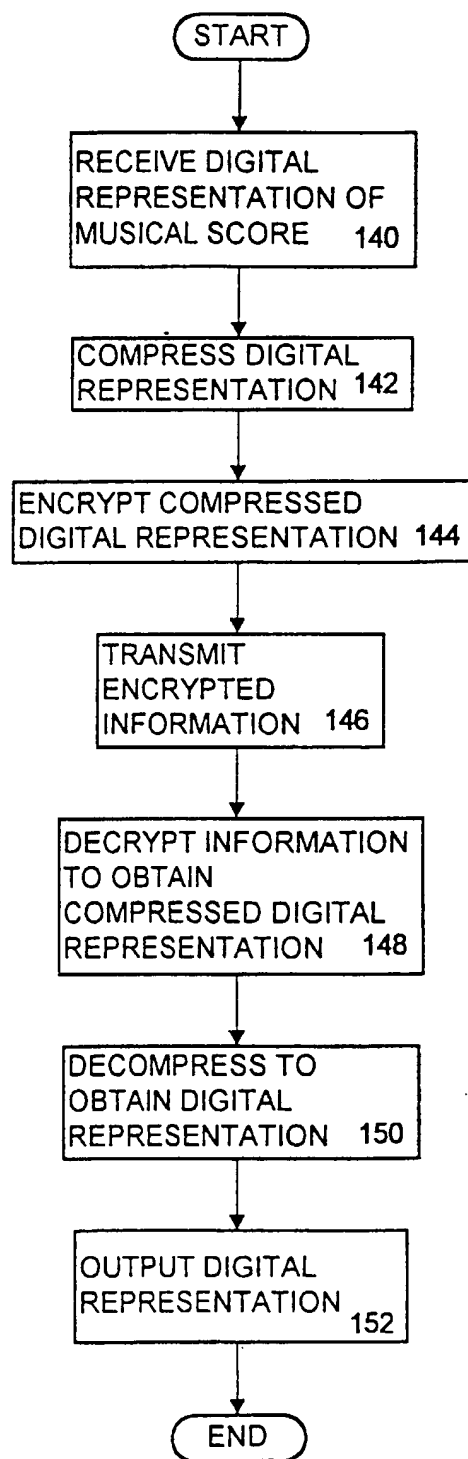 START
RECEIVE DIGITAL
REPRESENTATION OF
MUSICAL SCORE 140
COMPRESS DIGITAL
REPRESENTATION 142
ENCRYPT COMPRESSED
DIGITAL REPRESENTATION 144
TRANSMIT
ENCRYPTED
INFORMATION 146
DECRYPT INFORMATION
TO OBTAIN
COMPRESSED DIGITAL
REPRESENTATION 148
DECOMPRESS TO
OBTAIN DIGITAL
REPRESENTATION 150
OUTPUT DIGITAL
REPRESENTATION
152
END